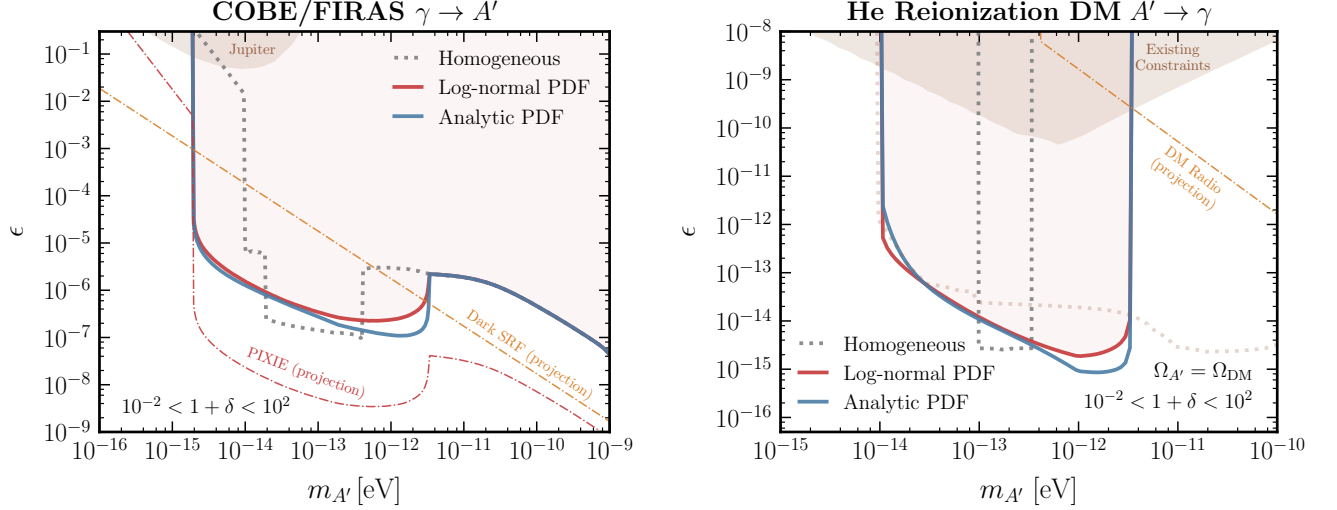 COBE/FIRAS γ → A′
10⁻¹
10⁻²
10⁻³
10⁻⁴
10⁻⁵
10⁻⁶
10⁻⁷
10⁻⁸
10⁻⁹
ϵ
Jupiter
Homogeneous
Log-normal PDF
Analytic PDF
PIXIE (projection)
Dark SRF (projection)
10⁻² < 1 + δ < 10²
10⁻¹⁶ 10⁻¹⁵ 10⁻¹⁴ 10⁻¹³ 10⁻¹² 10⁻¹¹ 10⁻¹⁰ 10⁻⁹
m_A′ [eV]
He Reionization DM A′ → γ
10⁻⁸
10⁻⁹
10⁻¹⁰
10⁻¹¹
10⁻¹²
10⁻¹³
10⁻¹⁴
10⁻¹⁵
10⁻¹⁶
ϵ
Existing
Constraints
DM Radio
(projection)
Homogeneous
Log-normal PDF
Analytic PDF
Ω_A′ = Ω_DM
10⁻² < 1 + δ < 10²
10⁻¹⁵ 10⁻¹⁴ 10⁻¹³ 10⁻¹² 10⁻¹¹ 10⁻¹⁰
m_A′ [eV]